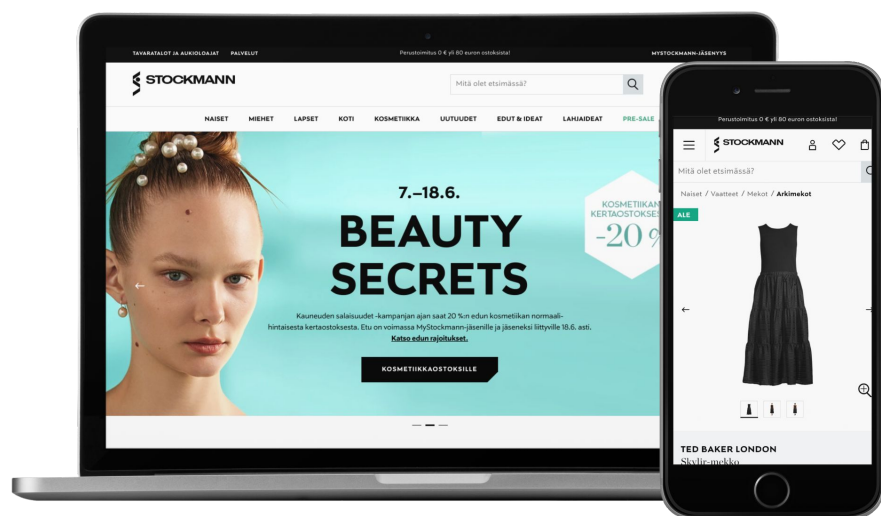 TAVARATALOT JA AUKIOLOAJAT PALVELUT Perustoimitus 0 € yli 80 euron ostoksista! MYSTOCKMANN-JÄSENYYS
STOCKMANN Mitä olet etsimässä?
NAISET MIEHET LAPSET KOTI KOSMETIIKKA UUTUUDET EDUT & IDEAT LAHJAIDEAT PRE-SALE
7.–18.6.
BEAUTY
SECRETS
Kauneuden salaisuudet -kampanjan ajan saat 20 %:n edun kosmetiikan normaali-
hintaisesta kertaostoksesta. Etu on voimassa MyStockmann-jäsenille ja jäseneksi liittyville 18.6. asti.
Katso edun rajoitukset.
KOSMETIIKKAOSTOKSILLE
KOSMETIIKAN
-20 %
Perustoimitus 0 € yli 80 euron ostoksista!
STOCKMANN
Mitä olet etsimässä?
Naiset / Vaatteet / Mekot / Arkimekot
ALE
TED BAKER LONDON
Skylir-mekko